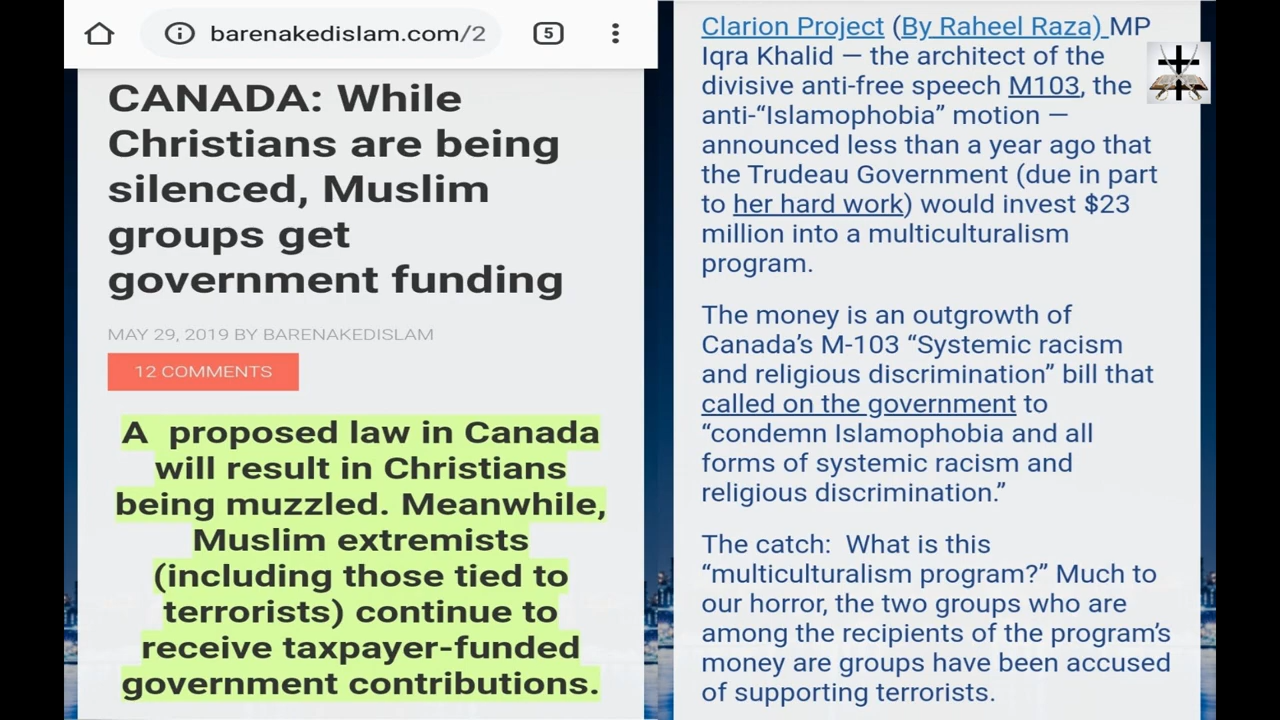 barenakedislam.com/2
5
CANADA: While
Christians are being
silenced, Muslim
groups get
government funding
MAY 29, 2019 BY BARENAKEDISLAM
12 COMMENTS
A proposed law in Canada
will result in Christians
being muzzled. Meanwhile,
Muslim extremists
(including those tied to
terrorists) continue to
receive taxpayer-funded
government contributions.
Clarion Project (By Raheel Raza) MP
Iqra Khalid — the architect of the
divisive anti-free speech M103, the
anti-“Islamophobia” motion —
announced less than a year ago that
the Trudeau Government (due in part
to her hard work) would invest $23
million into a multiculturalism
program.
The money is an outgrowth of
Canada’s M-103 “Systemic racism
and religious discrimination” bill that
called on the government to
“condemn Islamophobia and all
forms of systemic racism and
religious discrimination.”
The catch: What is this
“multiculturalism program?” Much to
our horror, the two groups who are
among the recipients of the program’s
money are groups have been accused
of supporting terrorists.